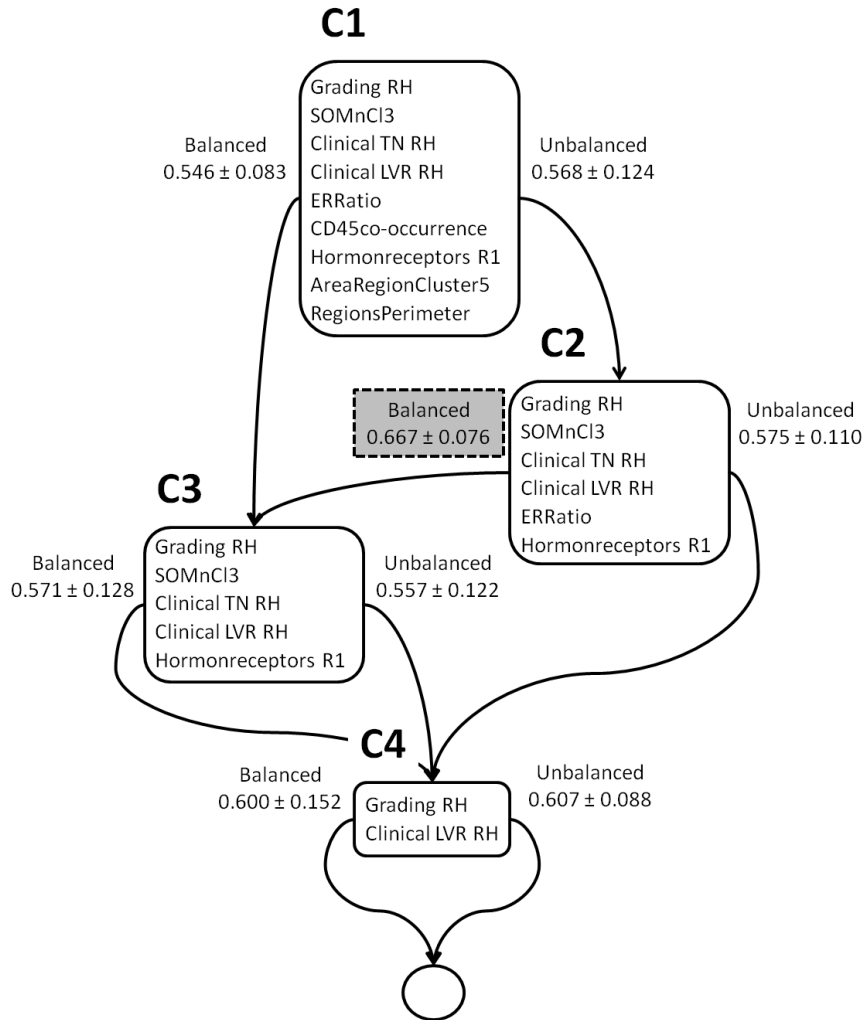 C1
Grading RH
SOMnCl3
Clinical TN RH
Clinical LVR RH
ERRatio
CD45co-occurrence
Hormonreceptors R1
AreaRegionCluster5
RegionsPerimeter
Balanced
0.546 ± 0.083
Unbalanced
0.568 ± 0.124
C2
Grading RH
SOMnCl3
Clinical TN RH
Clinical LVR RH
ERRatio
Hormonreceptors R1
Balanced
0.667 ± 0.076
Unbalanced
0.575 ± 0.110
C3
Grading RH
SOMnCl3
Clinical TN RH
Clinical LVR RH
Hormonreceptors R1
Balanced
0.571 ± 0.128
Unbalanced
0.557 ± 0.122
C4
Grading RH
Clinical LVR RH
Balanced
0.600 ± 0.152
Unbalanced
0.607 ± 0.088